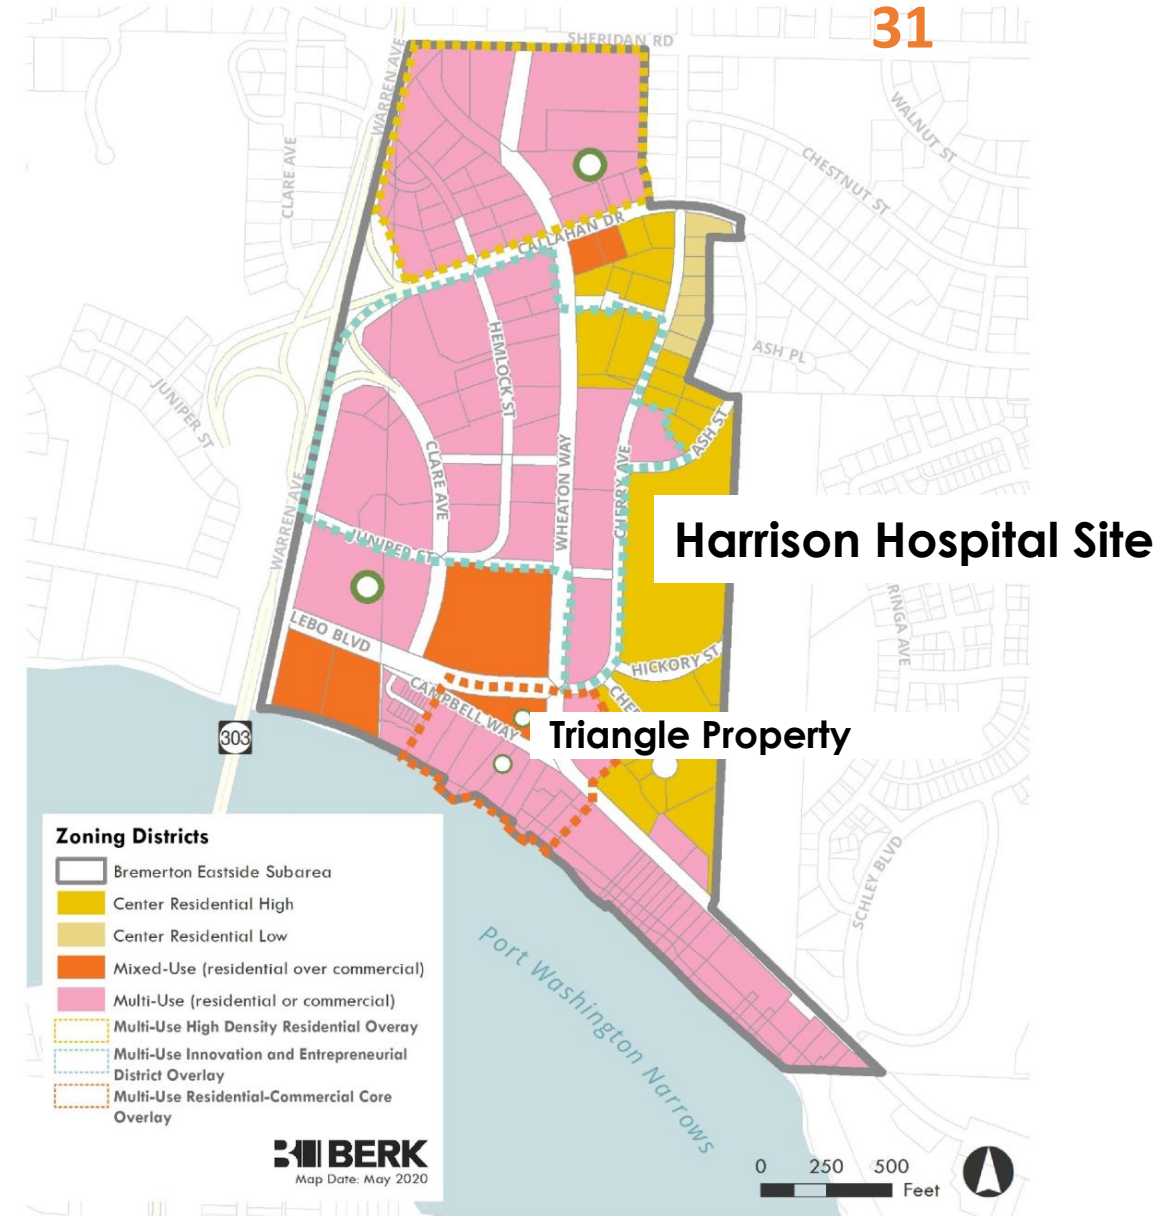 31
SHERIDAN RD
WARREN AVE
WALNUT ST
CLARE AVE
CHESTNUT ST
CALLAHAN DR
HEMLOCK ST
ASH PL
JUNIPER ST
ASH ST
CLARE AVE
WHEATON WAY
CHERRY AVE
WARREN AVE
Harrison Hospital Site
JUNIPER ST
RINGA AVE
LEBO BLVD
HICKORY ST
CAMPBELL WAY
CHE
Triangle Property
303
Zoning Districts
Bremerton Eastside Subarea
Center Residential High
Center Residential Low
Mixed-Use (residential over commercial)
Multi-Use (residential or commercial)
Multi-Use High Density Residential Overay
Multi-Use Innovation and Entrepreneurial
District Overlay
Multi-Use Residential-Commercial Core
Overlay
SCHLEY BLVD
Port Washington Narrows
BERK
Map Date: May 2020
0 250 500
Feet